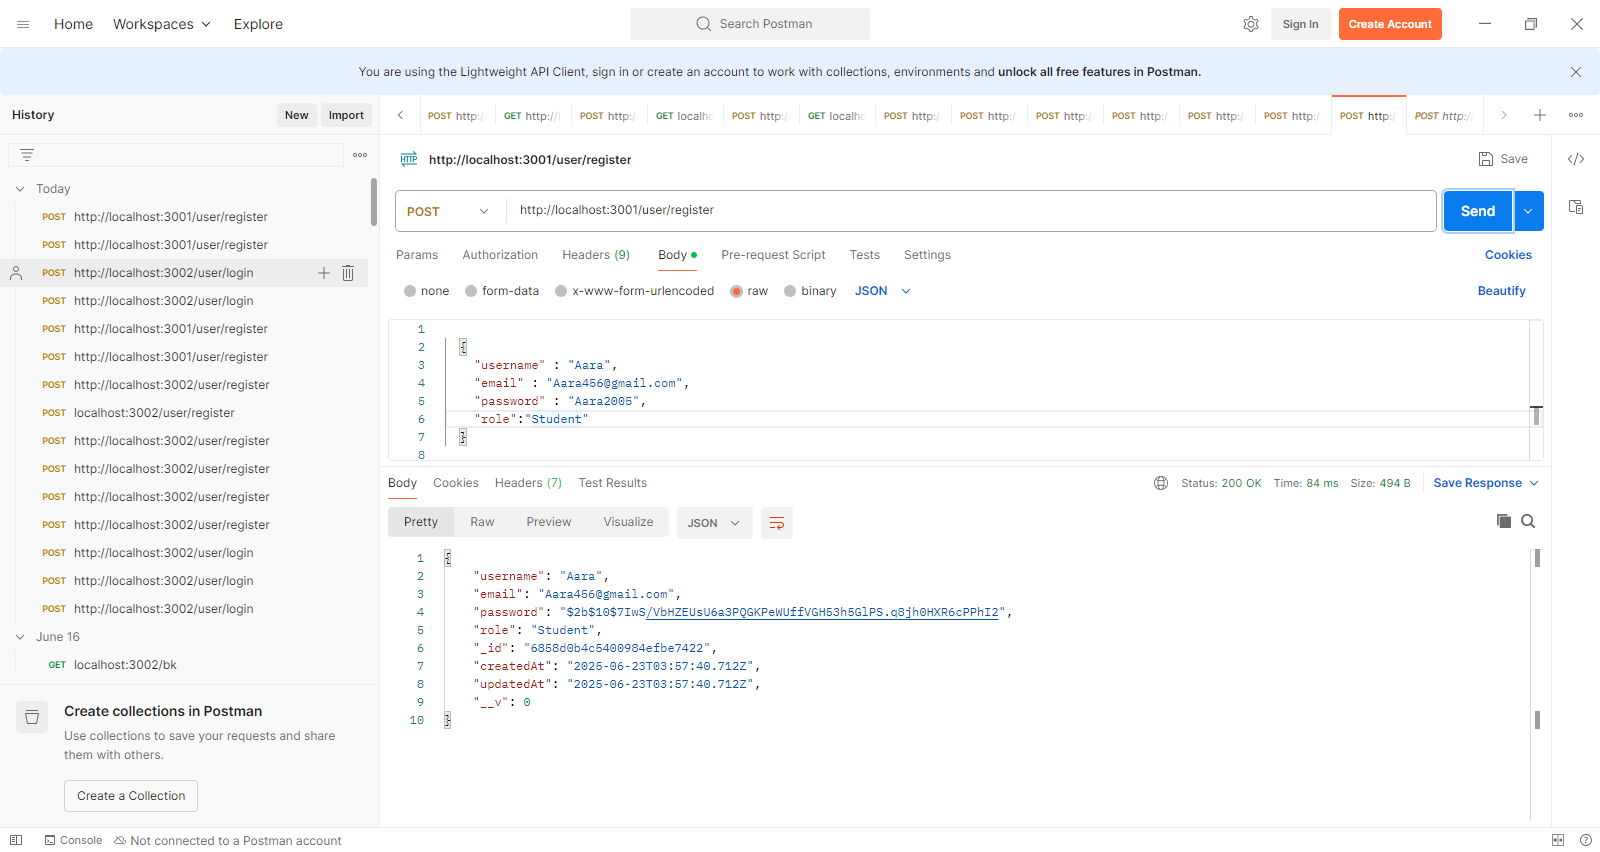 Home
Workspaces
Explore
Search Postman
Sign In
Create Account
You are using the Lightweight API Client, sign in or create an account to work with collections, environments and unlock all free features in Postman.
History
New
Import
POST http:/
GET http://
POST http:/
GET localho
POST http:/
GET localho
POST http:/
POST http:/
POST http:/
POST http:/
POST http:/
POST http:/
POST http:/
POST http:/
Today
POST http://localhost:3001/user/register
POST http://localhost:3001/user/register
POST http://localhost:3002/user/login
POST http://localhost:3002/user/login
POST http://localhost:3001/user/register
POST http://localhost:3001/user/register
POST http://localhost:3002/user/register
POST localhost:3002/user/register
POST http://localhost:3002/user/register
POST http://localhost:3002/user/register
POST http://localhost:3002/user/register
POST http://localhost:3002/user/register
POST http://localhost:3002/user/login
POST http://localhost:3002/user/login
POST http://localhost:3002/user/login
June 16
GET localhost:3002/bk
Create collections in Postman
Use collections to save your requests and share
them with others.
Create a Collection
HTTP http://localhost:3001/user/register
Save
POST http://localhost:3001/user/register
Send
Params Authorization Headers (9) Body Pre-request Script Tests Settings
Cookies
none form-data x-www-form-urlencoded raw binary JSON
Beautify
1
2 {
3 "username" : "Aara",
4 "email" : "Aara456@gmail.com",
5 "password" : "Aara2005",
6 "role":"Student"
7 }
8
Body Cookies Headers (7) Test Results
Status: 200 OK Time: 84 ms Size: 494 B
Save Response
Pretty Raw Preview Visualize JSON
1 {
2 "username": "Aara",
3 "email": "Aara456@gmail.com",
4 "password": "$2b$10$7IwS/VbHZEUsU6a3PQGKPeWUffVGH53h5GlPS.q8jh0HXR6cPPhI2",
5 "role": "Student",
6 "_id": "6858d0b4c5400984efbe7422",
7 "createdAt": "2025-06-23T03:57:40.712Z",
8 "updatedAt": "2025-06-23T03:57:40.712Z",
9 "__v": 0
10 }
Console
Not connected to a Postman account